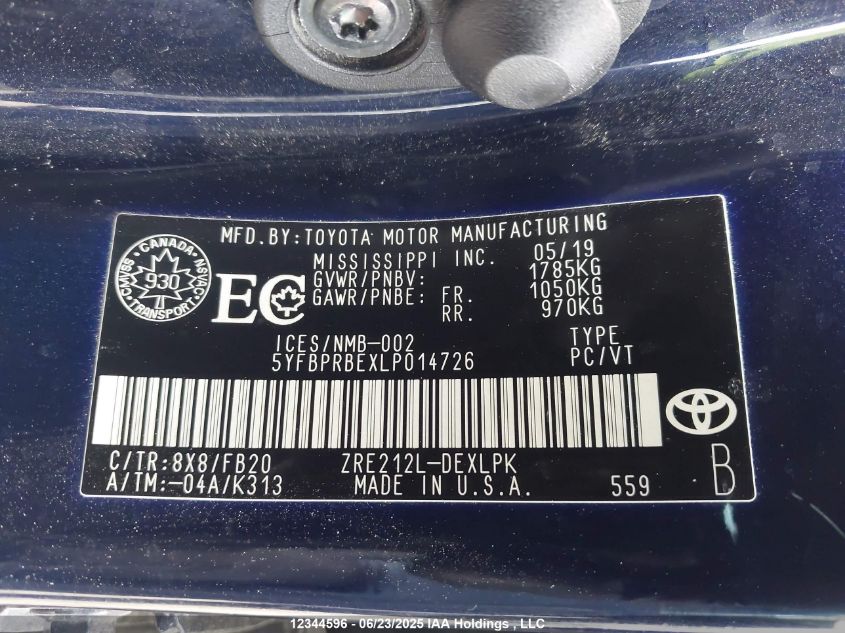 MFD.BY:TOYOTA MOTOR MANUFACTURING
MISSISSIPPI INC. 05/19
GVWR/PNBV: 1785KG
GAWR/PNBE: FR. 1050KG
RR. 970KG
CANADA
CMVSS 930 NSVAC
TRANSPORT
EC
ICES/NMB-002 TYPE
5YFBPRBEXLP014726 PC/VT
C/TR:8X8/FB20 ZRE212L-DEXLPK
A/TM:-04A/K313 MADE IN U.S.A. 559 B
12344596 - 06/23/2025 IAA Holdings , LLC